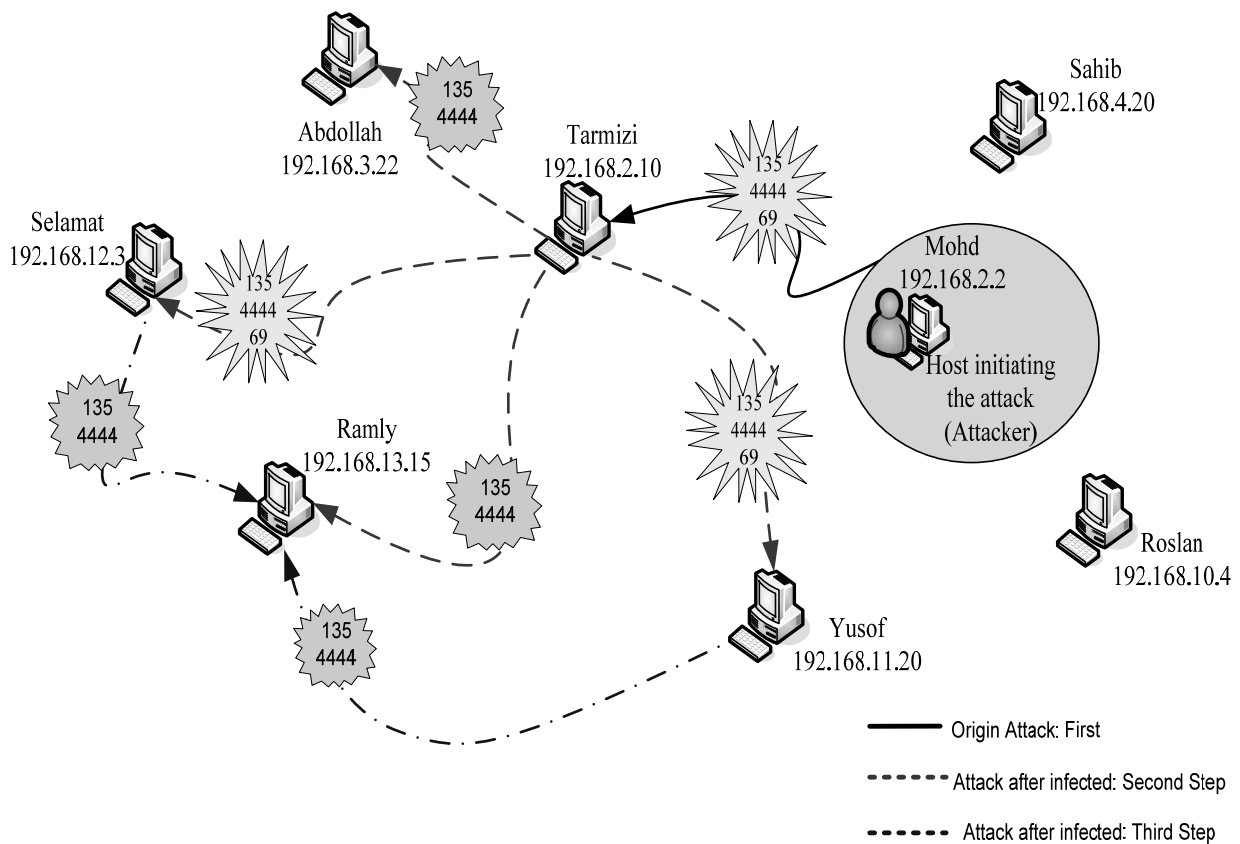 135
4444
Abdollah
192.168.3.22
Tarmizi
192.168.2.10
135
4444
69
Sahib
192.168.4.20
Selamat
192.168.12.3
135
4444
69
Mohd
192.168.2.2
Host initiating
the attack
(Attacker)
135
4444
Ramly
192.168.13.15
135
4444
135
4444
69
Roslan
192.168.10.4
135
4444
Yusof
192.168.11.20
Origin Attack: First
Attack after infected: Second Step
Attack after infected: Third Step